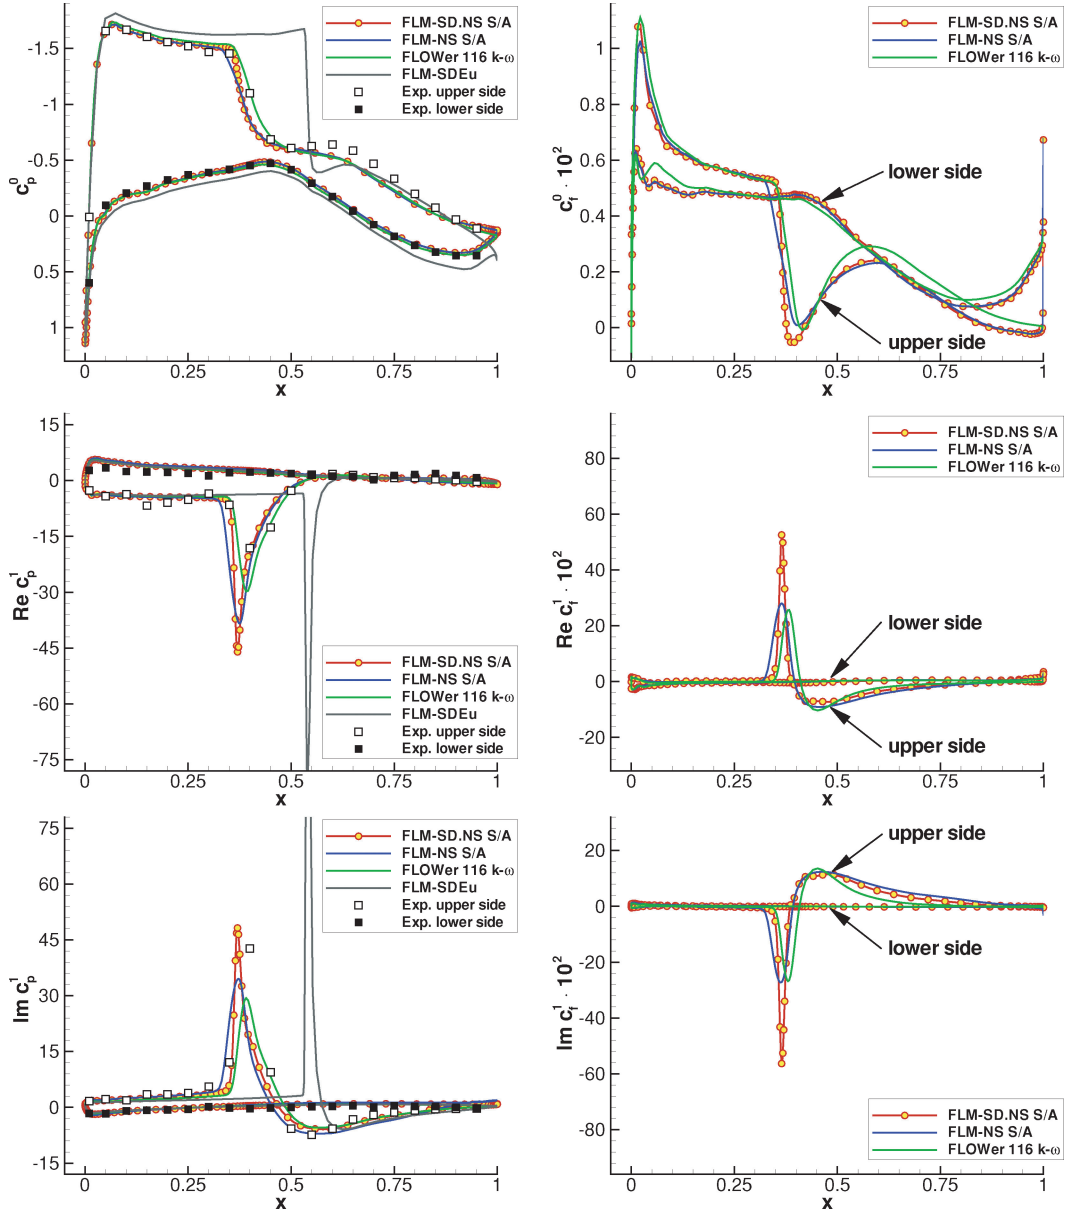 FLM-SD.NS S/A
FLM-NS S/A
FLOWer 116 k-ω
FLM-SDEu
Exp. upper side
Exp. lower side
-1.5
-1
-0.5
0
0.5
1
c_p^0
0 0.25 0.5 0.75 1
x
FLM-SD.NS S/A
FLM-NS S/A
FLOWer 116 k-ω
lower side
upper side
1
0.8
0.6
0.4
0.2
0
c_f^0 · 10^2
0 0.25 0.5 0.75 1
x
15
0
-15
-30
-45
-60
-75
Re c_p^1
FLM-SD.NS S/A
FLM-NS S/A
FLOWer 116 k-ω
FLM-SDEu
Exp. upper side
Exp. lower side
0 0.25 0.5 0.75 1
x
FLM-SD.NS S/A
FLM-NS S/A
FLOWer 116 k-ω
80
60
40
20
0
-20
Re c_f^1 · 10^2
lower side
upper side
0 0.25 0.5 0.75 1
x
75
60
45
30
15
0
-15
Im c_p^1
FLM-SD.NS S/A
FLM-NS S/A
FLOWer 116 k-ω
FLM-SDEu
Exp. upper side
Exp. lower side
0 0.25 0.5 0.75 1
x
20
0
-20
-40
-60
-80
Im c_f^1 · 10^2
upper side
lower side
FLM-SD.NS S/A
FLM-NS S/A
FLOWer 116 k-ω
0 0.25 0.5 0.75 1
x